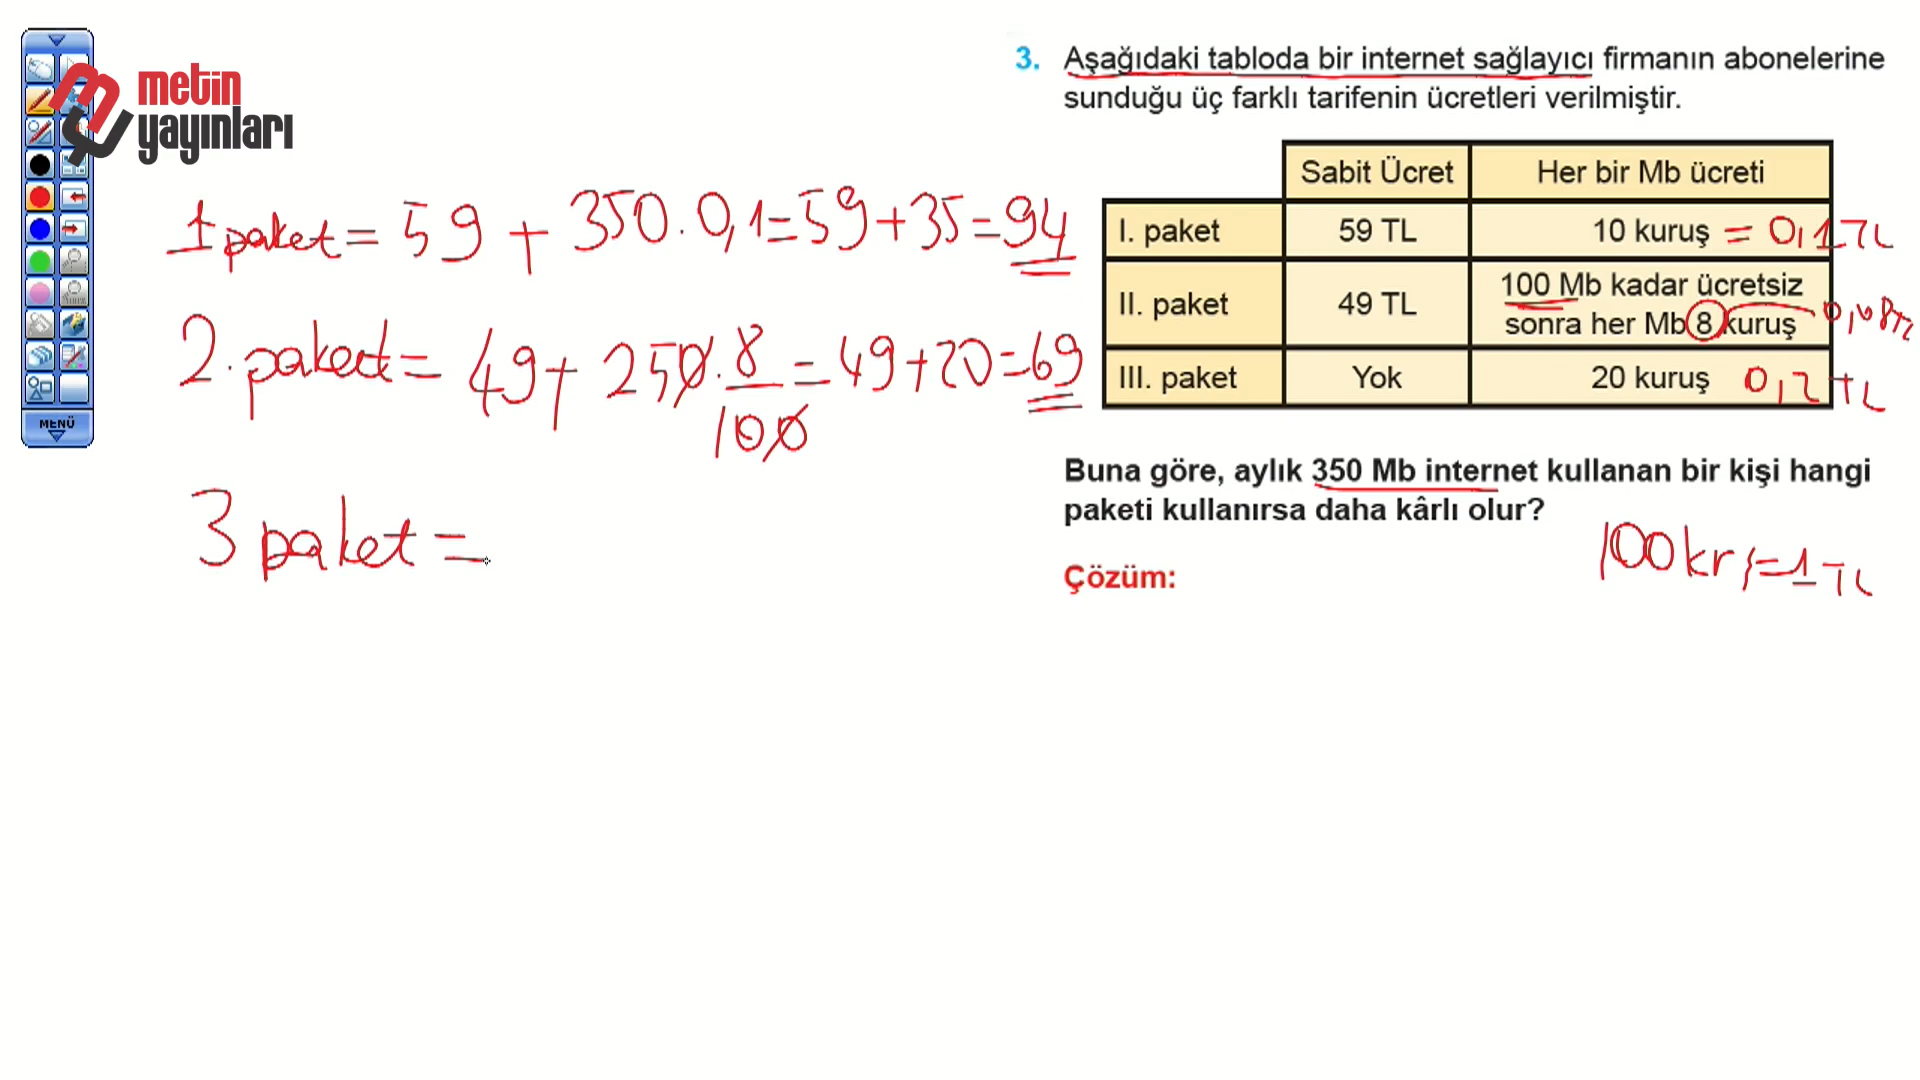 metin
yayınları
MENÜ
1 paket = 59 + 350 . 0,1 = 59 + 35 = 94
2. paket = 49 + 250 . 8/100 = 49 + 20 = 69
3 paket =
3. Aşağıdaki tabloda bir internet sağlayıcı firmanın abonelerine
sunduğu üç farklı tarifenin ücretleri verilmiştir.
Sabit Ücret Her bir Mb ücreti
I. paket 59 TL 10 kuruş = 0,1 TL
II. paket 49 TL 100 Mb kadar ücretsiz
sonra her Mb 8 kuruş 0,08 TL
III. paket Yok 20 kuruş 0,2 TL
Buna göre, aylık 350 Mb internet kullanan bir kişi hangi
paketi kullanırsa daha kârlı olur?
100 krş = 1 TL
Çözüm: